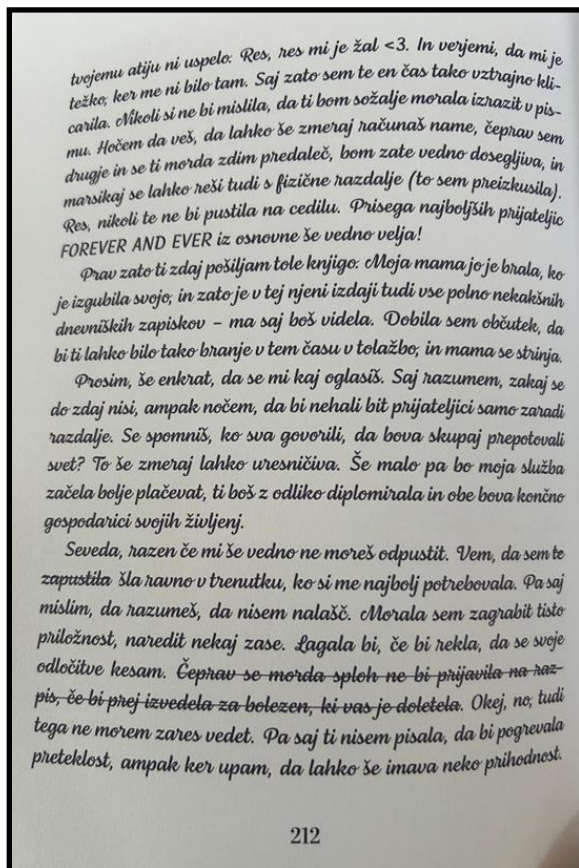 tvojemu atiju ni uspelo. Res, res mi je žal <3. In verjemi, da mi je
težko, ker me ni bilo tam. Saj zato sem te en čas tako vztrajno kli-
carila. Nikoli si ne bi mislila, da ti bom sožalje morala izrazit v pis-
mu. Hočem da veš, da lahko še zmeraj računaš name, čeprav sem
drugje in se ti morda zdim predaleč, bom zate vedno dosegljiva, in
marsikaj se lahko reši tudi s fizične razdalje (to sem preizkusila).
Res, nikoli te ne bi pustila na cedilu. Prisega najboljših prijateljic
FOREVER AND EVER iz osnovne še vedno velja!
Prav zato ti zdaj pošiljam tole knjigo. Moja mama jo je brala, ko
je izgubila svojo, in zato je v tej njeni izdaji tudi vse polno nekakšnih
dnevniških zapiskov – ma saj boš videla. Dobila sem občutek, da
bi ti lahko bilo tako branje v tem času v tolažbo, in mama se strinja.
Prosim, še enkrat, da se mi kaj oglasiš. Saj razumem, zakaj se
do zdaj nisi, ampak nočem, da bi nehali bit prijateljici samo zaradi
razdalje. Se spomniš, ko sva govorili, da bova skupaj prepotovali
svet? To še zmeraj lahko uresničiva. Še malo pa bo moja služba
začela bolje plačevat, ti boš z odliko diplomirala in obe bova končno
gospodarici svojih življenj.
Seveda, razen če mi še vedno ne moreš odpustit. Vem, da sem te
zapustila šla ravno v trenutku, ko si me najbolj potrebovala. Pa saj
mislim, da razumeš, da nisem nalašč. Morala sem zagrabit tisto
priložnost, naredit nekaj zase. Lagala bi, če bi rekla, da se svoje
odločitve kesam. Čeprav se morda sploh ne bi prijavila na raz-
pis, če bi prej izvedela za bolezen, ki vas je doletela. Okej, no, tudi
tega ne morem zares vedet. Pa saj ti nisem pisala, da bi pogrevala
preteklost, ampak ker upam, da lahko še imava neko prihodnost.
212